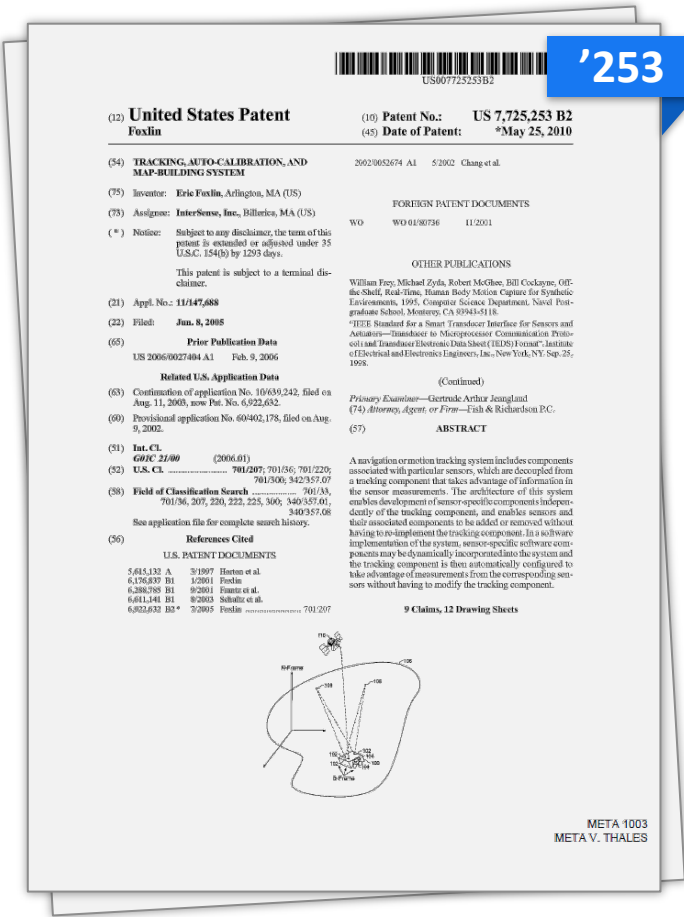 '253
US007725253B2
(12) United States Patent
Foxlin
(10) Patent No.: US 7,725,253 B2
(45) Date of Patent: *May 25, 2010
(54) TRACKING, AUTO-CALIBRATION, AND
MAP-BUILDING SYSTEM
(75) Inventor: Eric Foxlin, Arlington, MA (US)
(73) Assignee: InterSense, Inc., Billerica, MA (US)
( * ) Notice: Subject to any disclaimer, the term of this
patent is extended or adjusted under 35
U.S.C. 154(b) by 1293 days.
This patent is subject to a terminal dis-
claimer.
(21) Appl. No.: 11/147,688
(22) Filed: Jun. 8, 2005
(65) Prior Publication Data
US 2006/0027404 A1 Feb. 9, 2006
Related U.S. Application Data
(63) Continuation of application No. 10/639,242, filed on
Aug. 11, 2003, now Pat. No. 6,922,632.
(60) Provisional application No. 60/402,178, filed on Aug.
9, 2002.
(51) Int. Cl.
G01C 21/00 (2006.01)
(52) U.S. Cl. .................... 701/207; 701/36; 701/220;
701/300; 342/357.07
(58) Field of Classification Search ............... 701/33,
701/36, 207, 220, 222, 225, 300; 340/357.01,
340/357.08
See application file for complete search history.
(56) References Cited
U.S. PATENT DOCUMENTS
5,615,132 A 3/1997 Horton et al.
6,176,837 B1 1/2001 Foxlin
6,288,785 B1 9/2001 Frantz et al.
6,611,141 B1 8/2003 Schultz et al.
6,922,632 B2 * 7/2005 Foxlin ..................... 701/207
2002/0052674 A1 5/2002 Chang et al.
FOREIGN PATENT DOCUMENTS
WO WO 01/80736 11/2001
OTHER PUBLICATIONS
William Frey, Michael Zyda, Robert McGhee, Bill Cockayne, Off-
the-Shelf, Real-Time, Human Body Motion Capture for Synthetic
Environments, 1995, Computer Science Department, Navel Post-
graduate School, Monterey, CA 93943-5118.
"IEEE Standard for a Smart Transducer Interface for Sensors and
Actuators—Transducer to Microprocessor Communication Proto-
cols and Transducer Electronic Data Sheet (TEDS) Format", Institute
of Electrical and Electronics Engineers, Inc., New York, NY. Sep. 25,
1998.
(Continued)
Primary Examiner—Gertrude Arthur Jeanglaud
(74) Attorney, Agent, or Firm—Fish & Richardson P.C.
(57) ABSTRACT
A navigation or motion tracking system includes components
associated with particular sensors, which are decoupled from
a tracking component that takes advantage of information in
the sensor measurements. The architecture of this system
enables development of sensor-specific components indepen-
dently of the tracking component, and enables sensors and
their associated components to be added or removed without
having to re-implement the tracking component. In a software
implementation of the system, sensor-specific software com-
ponents may be dynamically incorporated into the system and
the tracking component is then automatically configured to
take advantage of measurements from the corresponding sen-
sors without having to modify the tracking component.
9 Claims, 12 Drawing Sheets
110
N-Frame
106
108
108
102
102
102
104
100
B-Frame
META 1003
META V. THALES